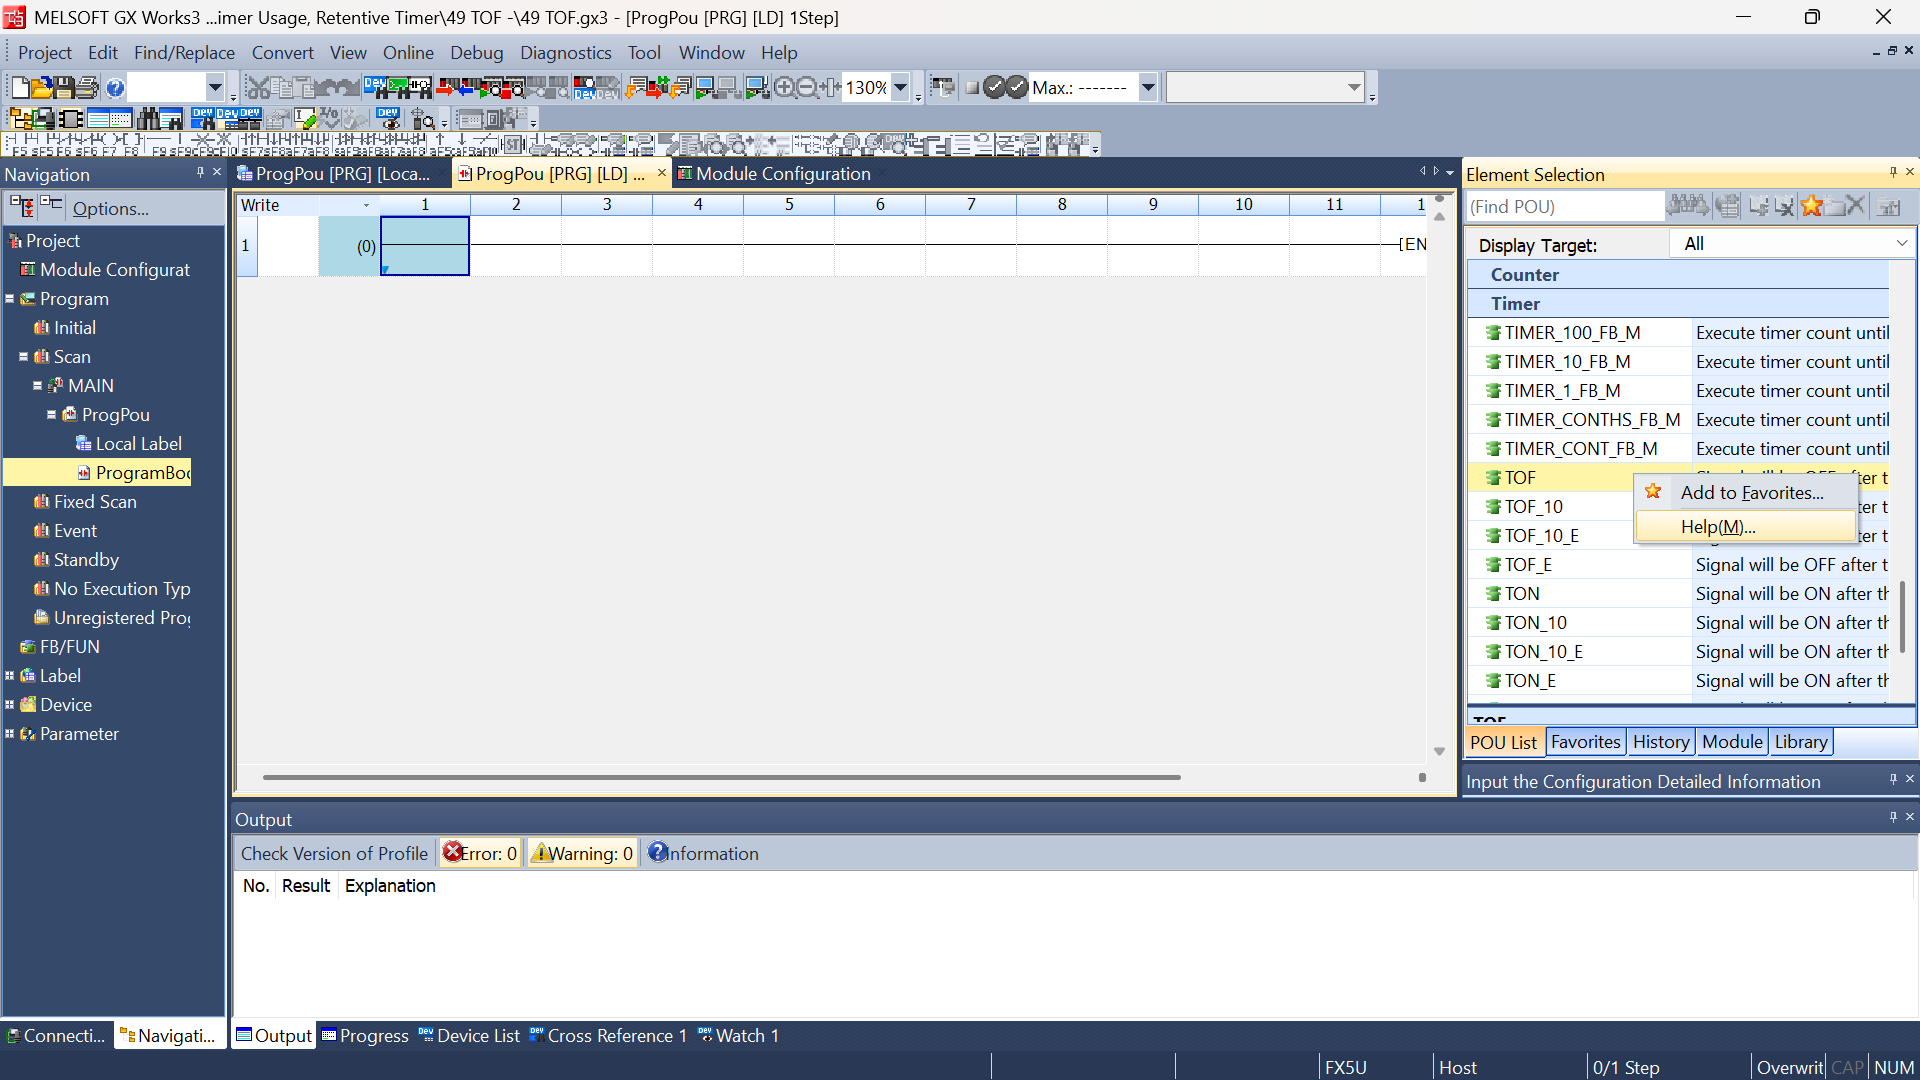 MELSOFT GX Works3 ...imer Usage, Retentive Timer\49 TOF -\49 TOF.gx3 - [ProgPou [PRG] [LD] 1Step]
Project Edit Find/Replace Convert View Online Debug Diagnostics Tool Window Help
130% Max.: -------
Navigation
Options...
Project
Module Configurat
Program
Initial
Scan
MAIN
ProgPou
Local Label
ProgramBo
Fixed Scan
Event
Standby
No Execution Typ
Unregistered Pro
FB/FUN
Label
Device
Parameter
Connecti... Navigati...
ProgPou [PRG] [Loca... ProgPou [PRG] [LD] ... Module Configuration
Write 1 2 3 4 5 6 7 8 9 10 11 1
1 (0) [EN
Element Selection
(Find POU)
Display Target: All
Counter
Timer
TIMER_100_FB_M Execute timer count until
TIMER_10_FB_M Execute timer count until
TIMER_1_FB_M Execute timer count until
TIMER_CONTHS_FB_M Execute timer count until
TIMER_CONT_FB_M Execute timer count until
TOF ter t
TOF_10 ter t
TOF_10_E ter t
TOF_E Signal will be OFF after t
TON Signal will be ON after th
TON_10 Signal will be ON after th
TON_10_E Signal will be ON after th
TON_E Signal will be ON after th
Add to Favorites...
Help(M)...
TOF
POU List Favorites History Module Library
Input the Configuration Detailed Information
Output
Check Version of Profile Error: 0 Warning: 0 Information
No. Result Explanation
Output Progress Device List Cross Reference 1 Watch 1
FX5U Host 0/1 Step Overwrit CAP NUM